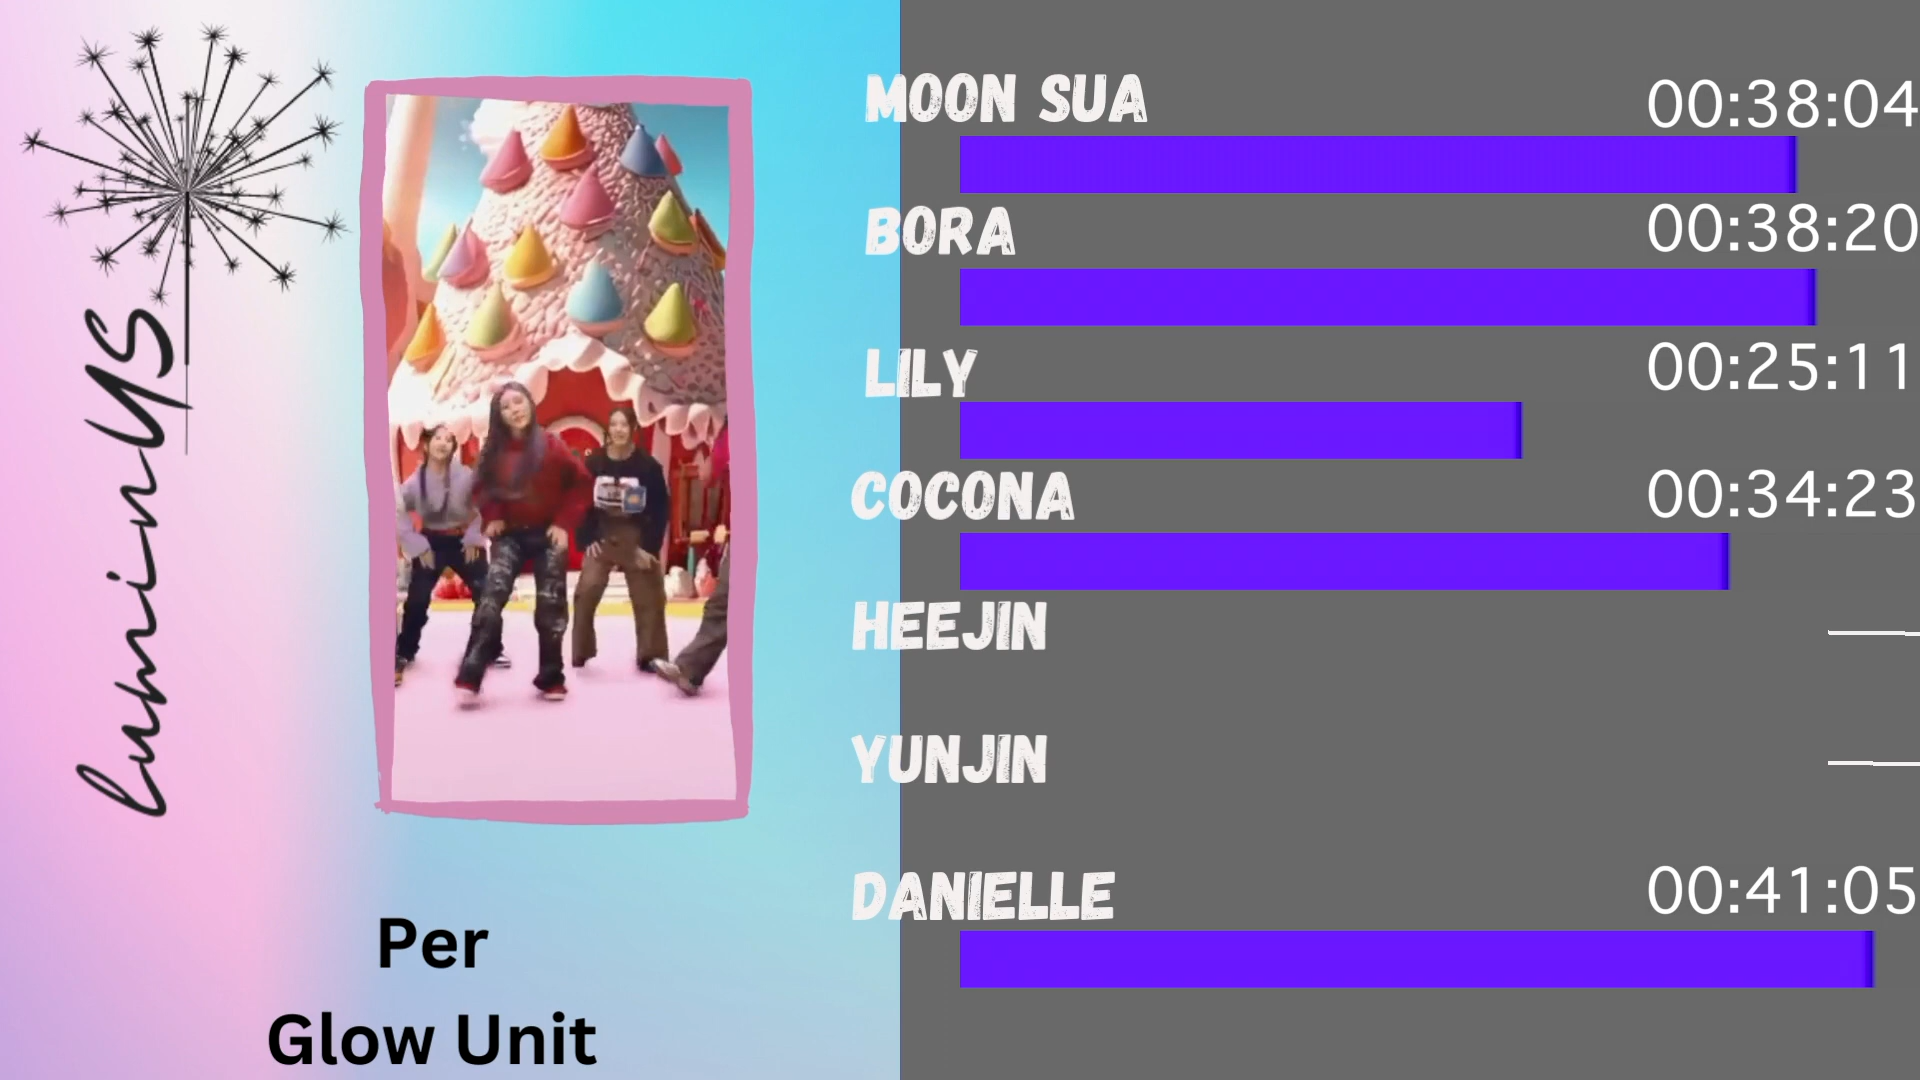 luminUS
Per
Glow Unit
MOON SUA
00:38:04
BORA
00:38:20
LILY
00:25:11
COCONA
00:34:23
HEEJIN
YUNJIN
DANIELLE
00:41:05